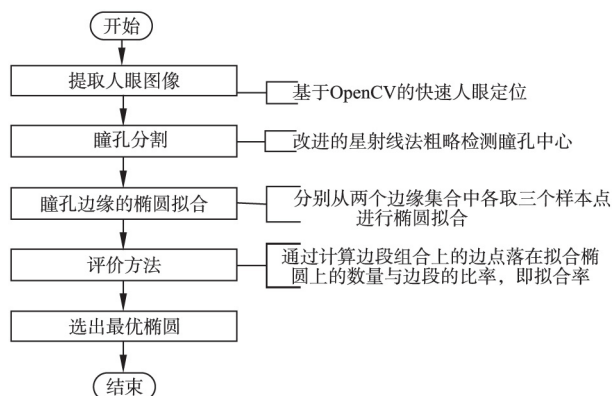 开始
提取人眼图像
基于OpenCV的快速人眼定位
瞳孔分割
改进的星射线法粗略检测瞳孔中心
瞳孔边缘的椭圆拟合
分别从两个边缘集合中各取三个样本点
进行椭圆拟合
评价方法
通过计算边段组合上的边点落在拟合椭
圆上的数量与边段的比率，即拟合率
选出最优椭圆
结束